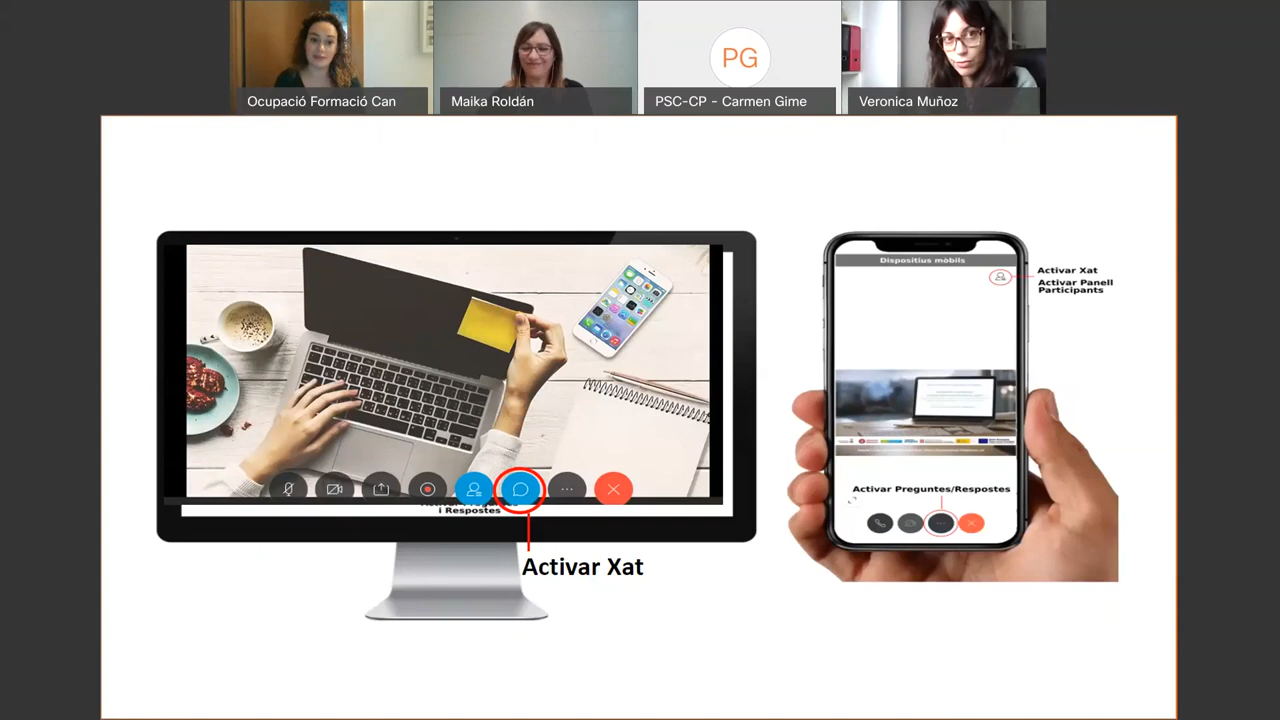 Ocupació Formació Can
Maika Roldán
PG
PSC-CP - Carmen Gime
Veronica Muñoz
Dispositius mòbils
Activar Xat
Activar Panell
Participants
i Respostes
Activar Xat
Activar Preguntes/Respostes